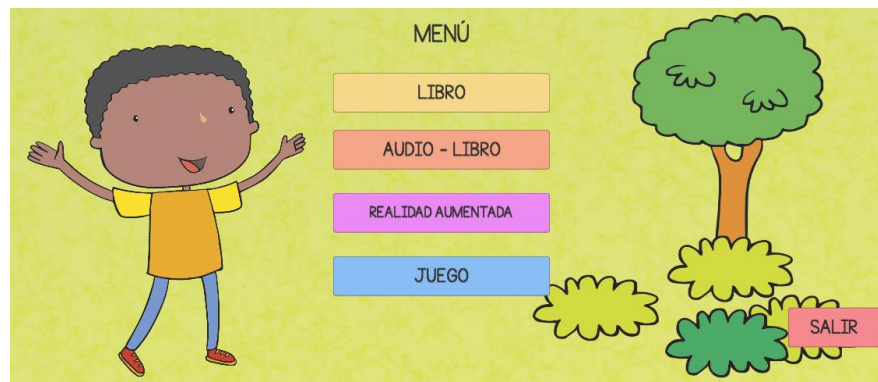 MENÚ
LIBRO
AUDIO - LIBRO
REALIDAD AUMENTADA
JUEGO
SALIR